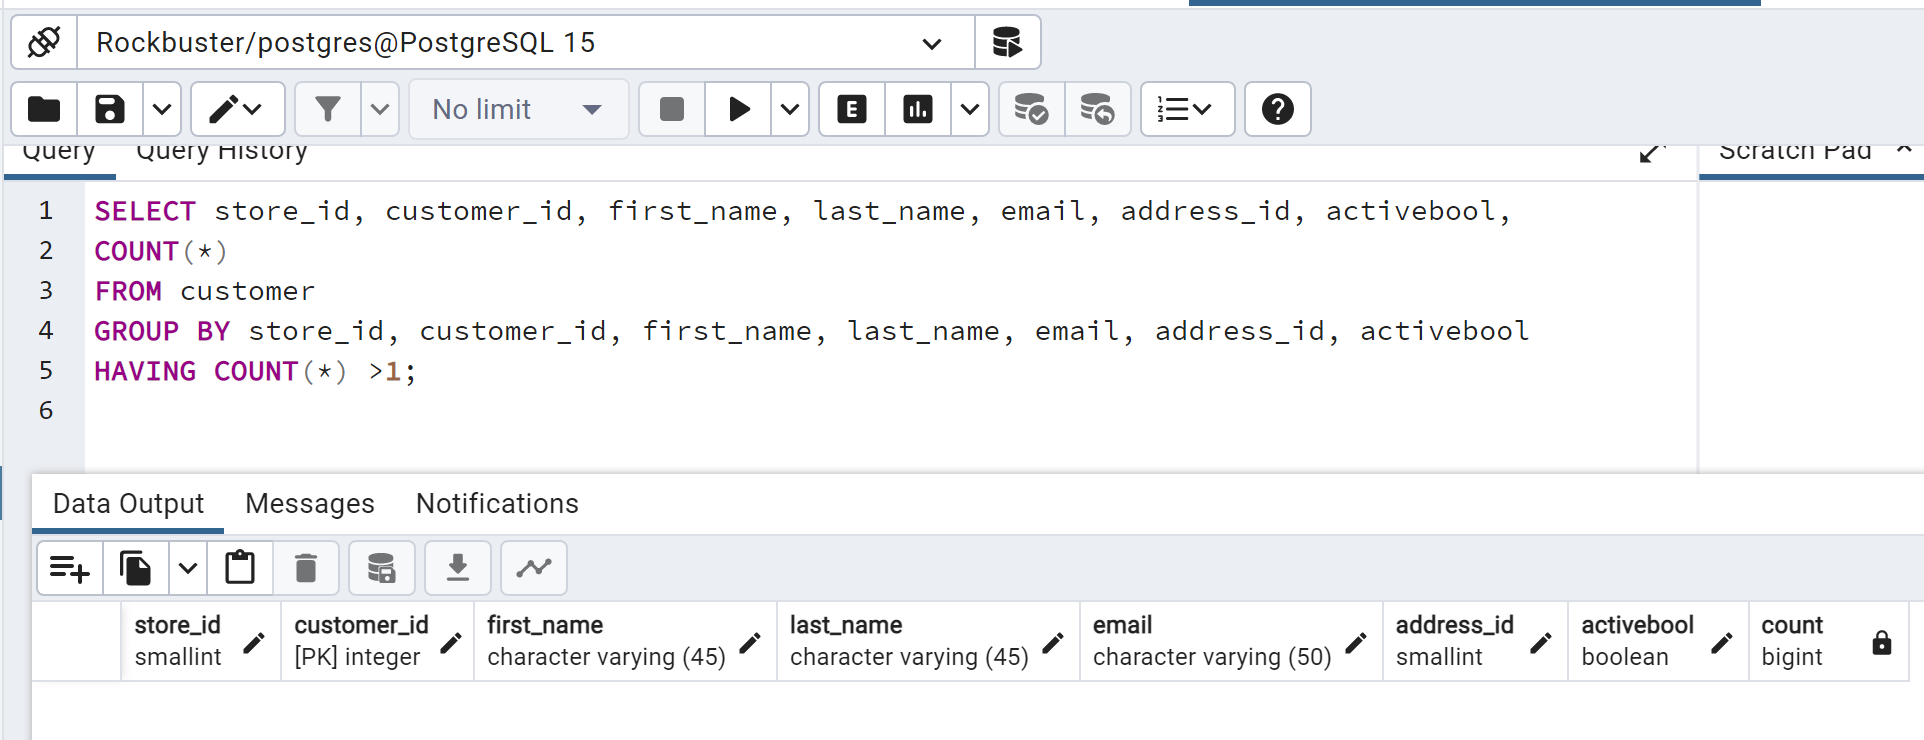 Rockbuster/postgres@PostgreSQL 15
No limit
E
Query Query History Scratch Pad
1 SELECT store_id, customer_id, first_name, last_name, email, address_id, activebool,
2 COUNT(*)
3 FROM customer
4 GROUP BY store_id, customer_id, first_name, last_name, email, address_id, activebool
5 HAVING COUNT(*) >1;
6
Data Output Messages Notifications
store_id customer_id first_name last_name email address_id activebool count
smallint [PK] integer character varying (45) character varying (45) character varying (50) smallint boolean bigint